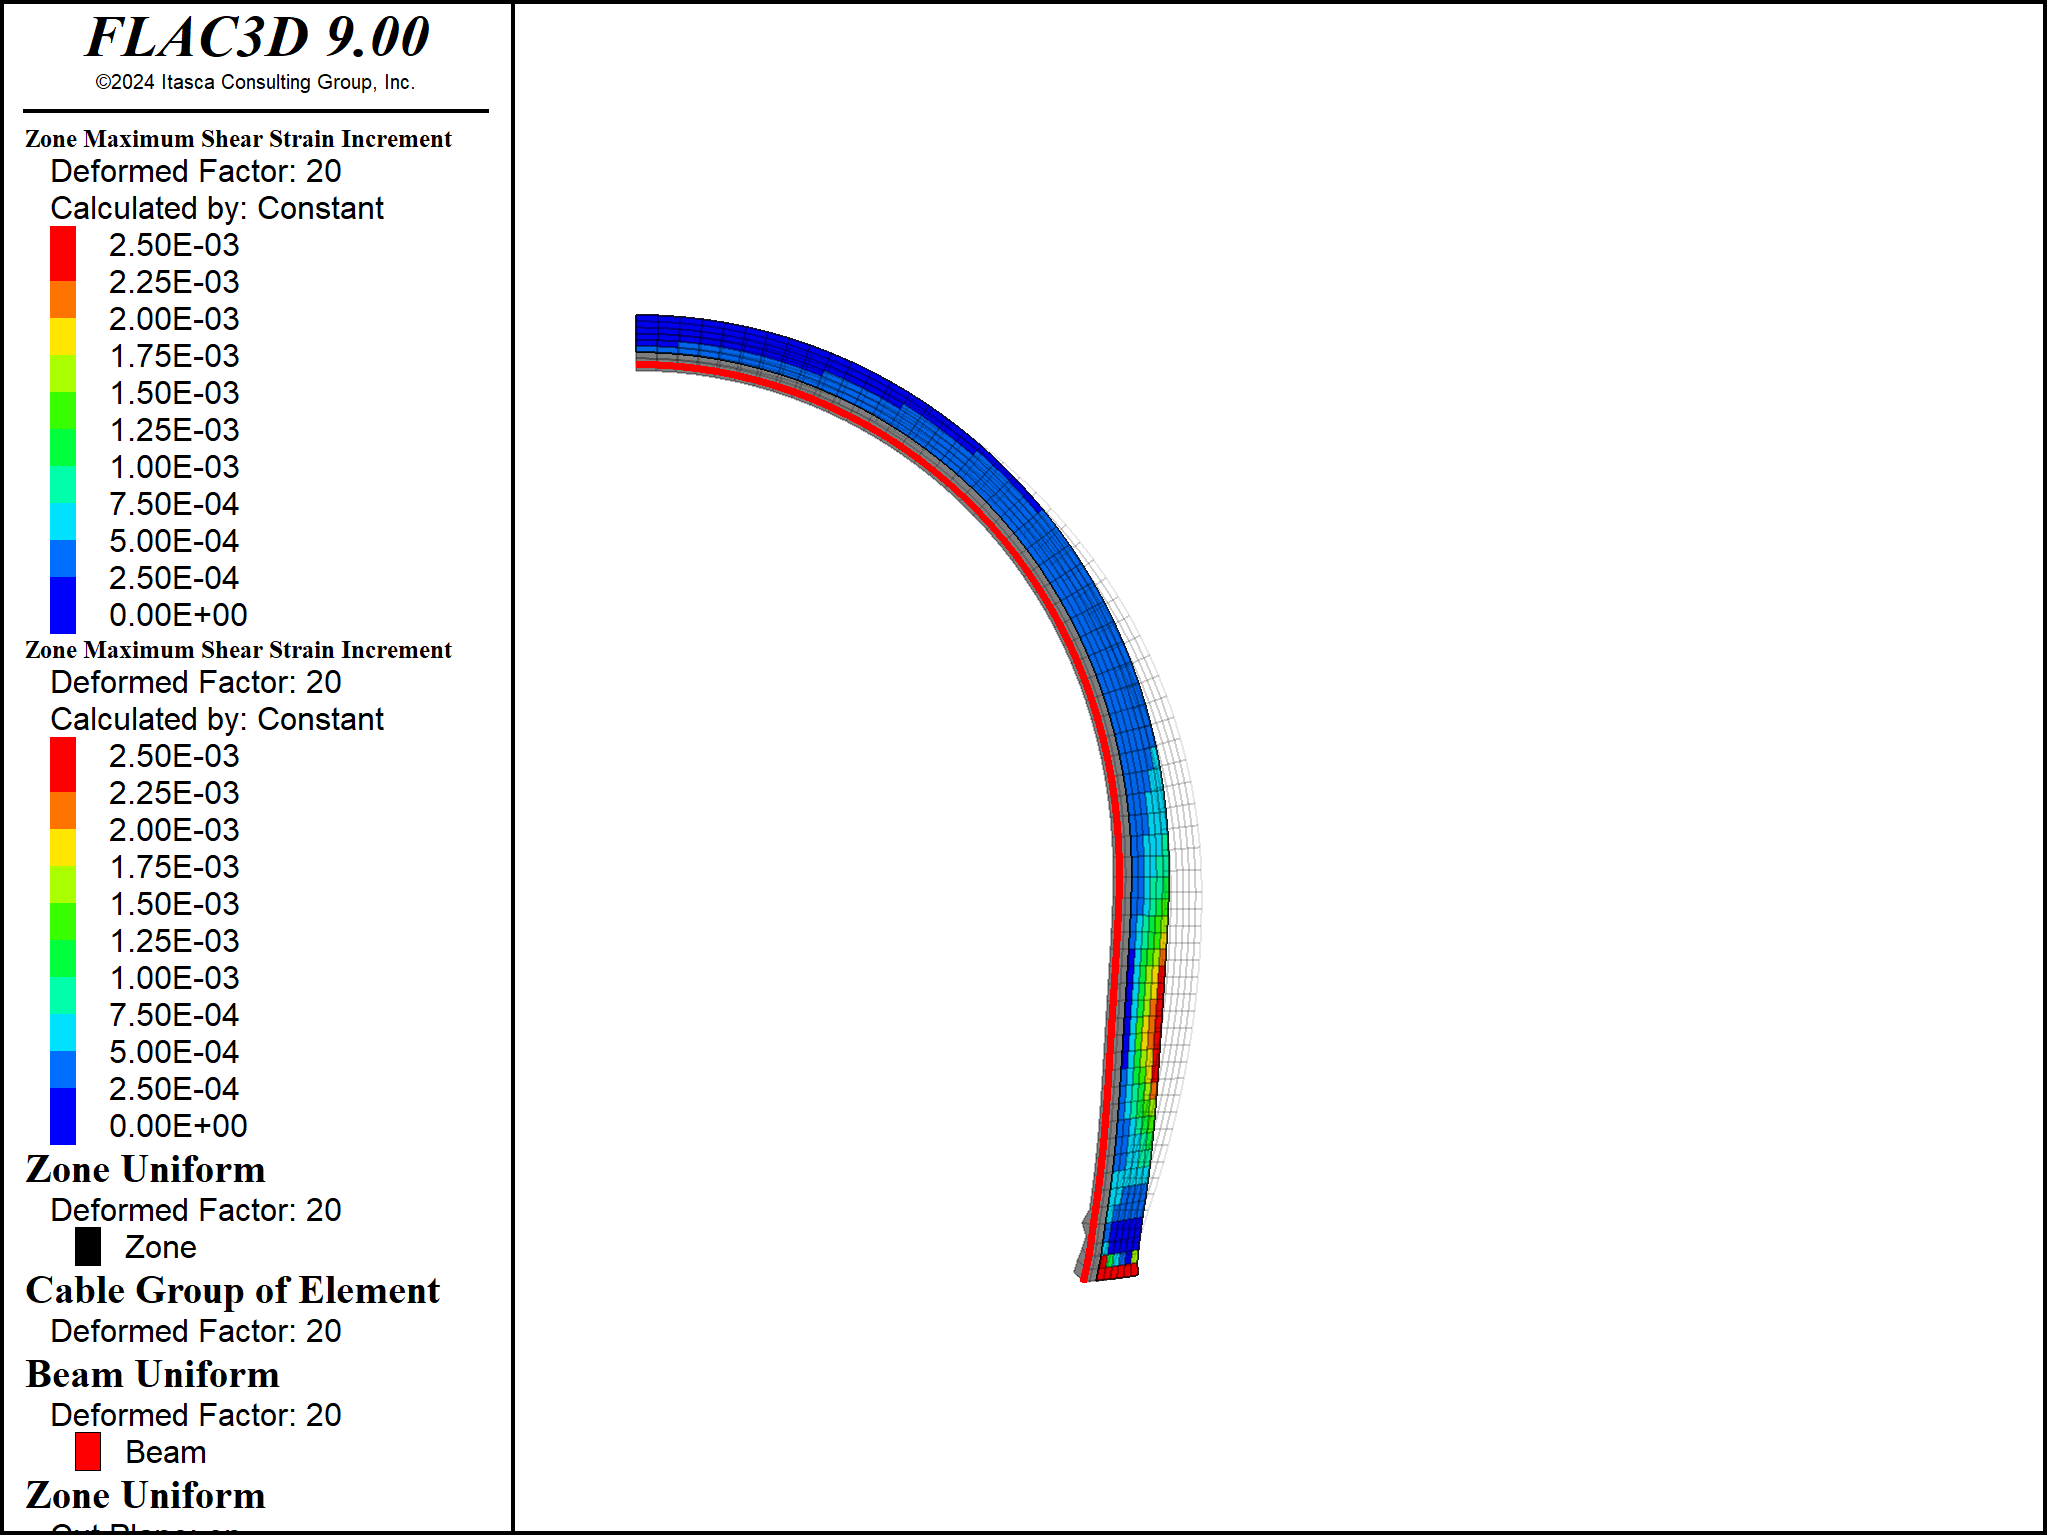 FLAC3D 9.00
©2024 Itasca Consulting Group, Inc.
Zone Maximum Shear Strain Increment
Deformed Factor: 20
Calculated by: Constant
2.50E-03
2.25E-03
2.00E-03
1.75E-03
1.50E-03
1.25E-03
1.00E-03
7.50E-04
5.00E-04
2.50E-04
0.00E+00
Zone Maximum Shear Strain Increment
Deformed Factor: 20
Calculated by: Constant
2.50E-03
2.25E-03
2.00E-03
1.75E-03
1.50E-03
1.25E-03
1.00E-03
7.50E-04
5.00E-04
2.50E-04
0.00E+00
Zone Uniform
Deformed Factor: 20
Zone
Cable Group of Element
Deformed Factor: 20
Beam Uniform
Deformed Factor: 20
Beam
Zone Uniform